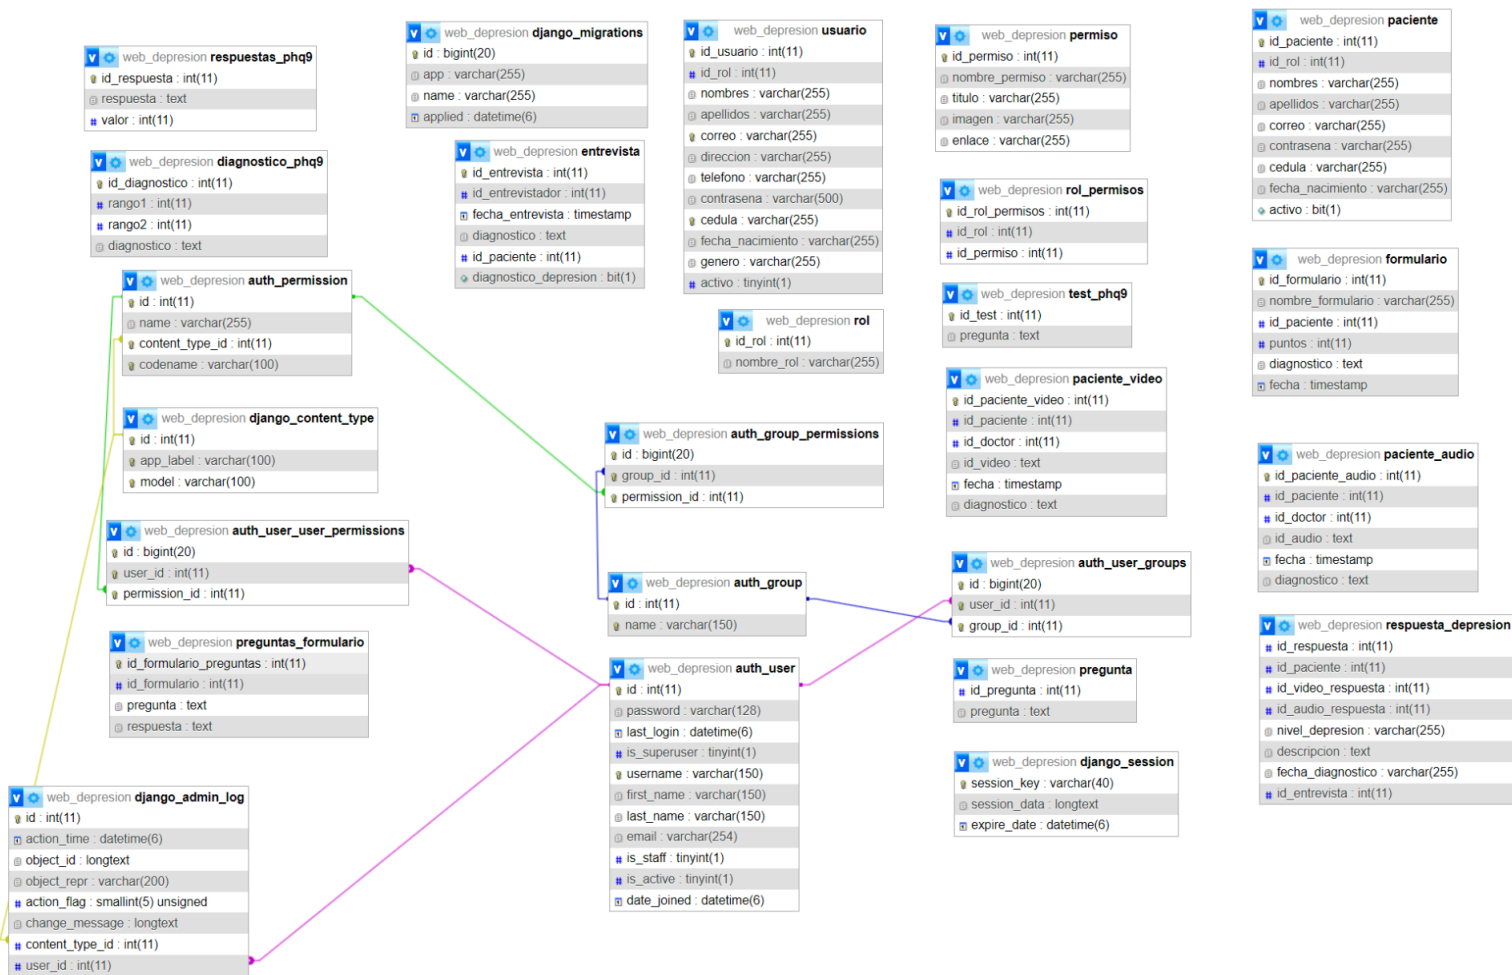 web_depresion respuestas_phq9
id_respuesta : int(11)
respuesta : text
valor : int(11)
web_depresion diagnostico_phq9
id_diagnostico : int(11)
rango1 : int(11)
rango2 : int(11)
diagnostico : text
web_depresion auth_permission
id : int(11)
name : varchar(255)
content_type_id : int(11)
codename : varchar(100)
web_depresion django_content_type
id : int(11)
app_label : varchar(100)
model : varchar(100)
web_depresion auth_user_user_permissions
id : bigint(20)
user_id : int(11)
permission_id : int(11)
web_depresion preguntas_formulario
id_formulario_preguntas : int(11)
id_formulario : int(11)
pregunta : text
respuesta : text
web_depresion django_admin_log
id : int(11)
action_time : datetime(6)
object_id : longtext
object_repr : varchar(200)
action_flag : smallint(5) unsigned
change_message : longtext
content_type_id : int(11)
user_id : int(11)
web_depresion django_migrations
id : bigint(20)
app : varchar(255)
name : varchar(255)
applied : datetime(6)
web_depresion entrevista
id_entrevista : int(11)
id_entrevistador : int(11)
fecha_entrevista : timestamp
diagnostico : text
id_paciente : int(11)
diagnostico_depresion : bit(1)
web_depresion usuario
id_usuario : int(11)
id_rol : int(11)
nombres : varchar(255)
apellidos : varchar(255)
correo : varchar(255)
direccion : varchar(255)
telefono : varchar(255)
contrasena : varchar(500)
cedula : varchar(255)
fecha_nacimiento : varchar(255)
genero : varchar(255)
activo : tinyint(1)
web_depresion rol
id_rol : int(11)
nombre_rol : varchar(255)
web_depresion auth_group_permissions
id : bigint(20)
group_id : int(11)
permission_id : int(11)
web_depresion auth_group
id : int(11)
name : varchar(150)
web_depresion auth_user
id : int(11)
password : varchar(128)
last_login : datetime(6)
is_superuser : tinyint(1)
username : varchar(150)
first_name : varchar(150)
last_name : varchar(150)
email : varchar(254)
is_staff : tinyint(1)
is_active : tinyint(1)
date_joined : datetime(6)
web_depresion permiso
id_permiso : int(11)
nombre_permiso : varchar(255)
titulo : varchar(255)
imagen : varchar(255)
enlace : varchar(255)
web_depresion rol_permisos
id_rol_permisos : int(11)
id_rol : int(11)
id_permiso : int(11)
web_depresion test_phq9
id_test : int(11)
pregunta : text
web_depresion paciente_video
id_paciente_video : int(11)
id_paciente : int(11)
id_doctor : int(11)
id_video : text
fecha : timestamp
diagnostico : text
web_depresion auth_user_groups
id : bigint(20)
user_id : int(11)
group_id : int(11)
web_depresion pregunta
id_pregunta : int(11)
pregunta : text
web_depresion django_session
session_key : varchar(40)
session_data : longtext
expire_date : datetime(6)
web_depresion paciente
id_paciente : int(11)
id_rol : int(11)
nombres : varchar(255)
apellidos : varchar(255)
correo : varchar(255)
contrasena : varchar(255)
cedula : varchar(255)
fecha_nacimiento : varchar(255)
activo : bit(1)
web_depresion formulario
id_formulario : int(11)
nombre_formulario : varchar(255)
id_paciente : int(11)
puntos : int(11)
diagnostico : text
fecha : timestamp
web_depresion paciente_audio
id_paciente_audio : int(11)
id_paciente : int(11)
id_doctor : int(11)
id_audio : text
fecha : timestamp
diagnostico : text
web_depresion respuesta_depresion
id_respuesta : int(11)
id_paciente : int(11)
id_video_respuesta : int(11)
id_audio_respuesta : int(11)
nivel_depresion : varchar(255)
descripcion : text
fecha_diagnostico : varchar(255)
id_entrevista : int(11)